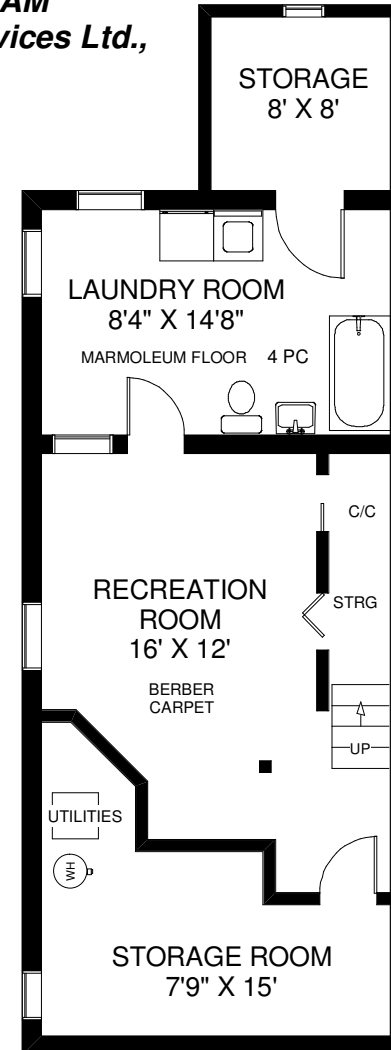 AM
vices Ltd.,
STORAGE
8' X 8'
LAUNDRY ROOM
8'4" X 14'8"
MARMOLEUM FLOOR 4 PC
C/C
RECREATION
ROOM
16' X 12'
STRG
BERBER
CARPET
UP
UTILITIES
WH
STORAGE ROOM
7'9" X 15'